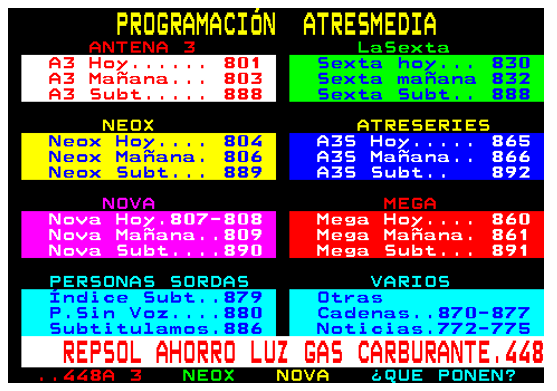 PROGRAMACIÓN ATRESMEDIA
ANTENA 3
A3 Hoy...... 801
A3 Mañana... 803
A3 Subt..... 888
LaSexta
Sexta hoy... 830
Sexta mañana 832
Sexta Subt.. 888
NEOX
Neox Hoy.... 804
Neox Mañana. 806
Neox Subt... 889
ATRESERIES
A3S Hoy..... 865
A3S Mañana.. 866
A3S Subt.. 892
NOVA
Nova Hoy.807-808
Nova Mañana..809
Nova Subt....890
MEGA
Mega Hoy.... 860
Mega Mañana. 861
Mega Subt... 891
PERSONAS SORDAS
Índice Subt..879
P.Sin Voz....880
Subtitulamos.886
VARIOS
Otras
Cadenas..870-877
Noticias.772-775
REPSOL AHORRO LUZ GAS CARBURANTE.448
..448A 3 NEOX NOVA ¿QUE PONEN?